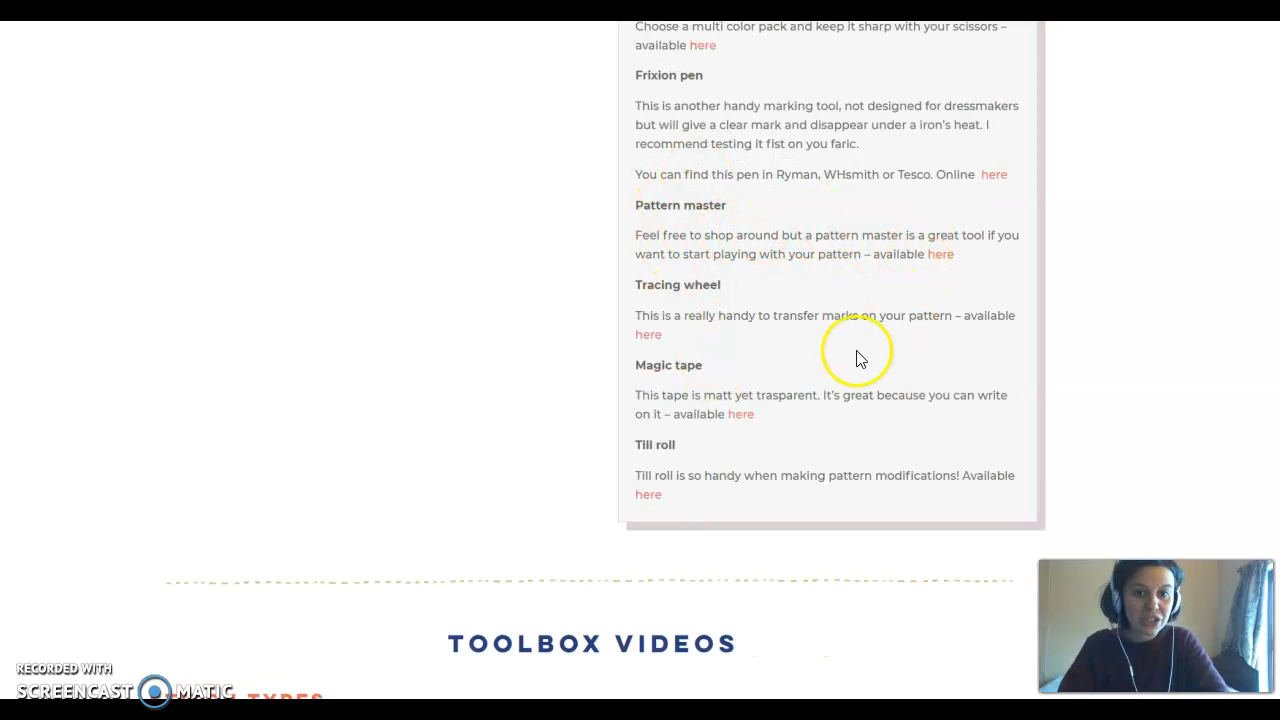 Choose a multi color pack and keep it sharp with your scissors –
available here
Frixion pen
This is another handy marking tool, not designed for dressmakers
but will give a clear mark and disappear under a iron's heat. I
recommend testing it fist on you faric.
You can find this pen in Ryman, WHsmith or Tesco. Online here
Pattern master
Feel free to shop around but a pattern master is a great tool if you
want to start playing with your pattern – available here
Tracing wheel
This is a really handy to transfer marks on your pattern – available
here
Magic tape
This tape is matt yet trasparent. It's great because you can write
on it – available here
Till roll
Till roll is so handy when making pattern modifications! Available
here
TOOLBOX VIDEOS
RECORDED WITH
SCREENCAST MATIC
TYPES